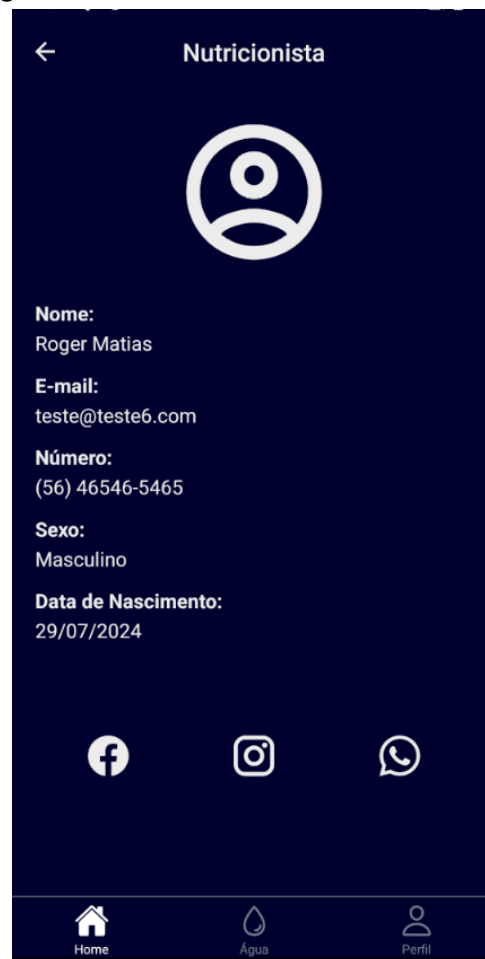 Nutricionista
Nome:
Roger Matias
E-mail:
teste@teste6.com
Número:
(56) 46546-5465
Sexo:
Masculino
Data de Nascimento:
29/07/2024
Home
Água
Perfil